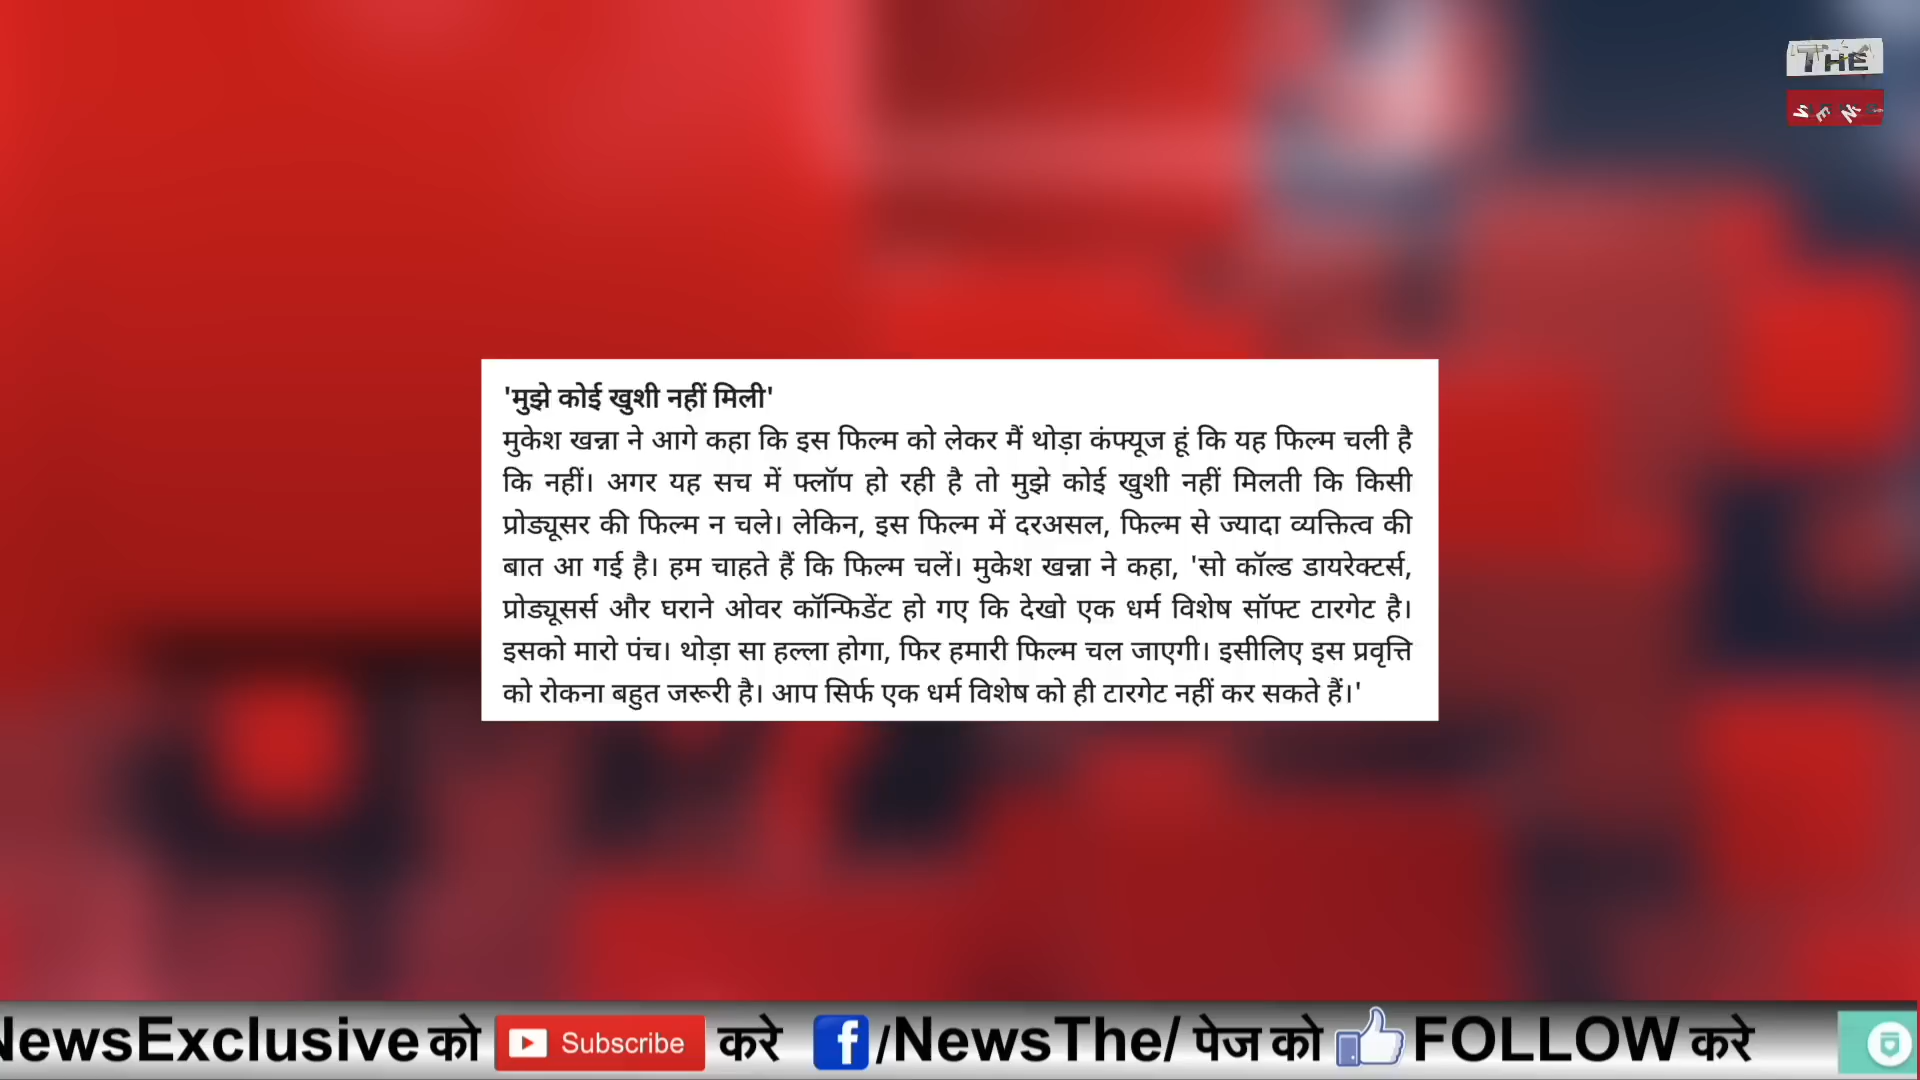 THE
NEWS
'मुझे कोई खुशी नहीं मिली'
मुकेश खन्ना ने आगे कहा कि इस फिल्म को लेकर मैं थोड़ा कंफ्यूज हूं कि यह फिल्म चली है
कि नहीं। अगर यह सच में फ्लॉप हो रही है तो मुझे कोई खुशी नहीं मिलती कि किसी
प्रोड्यूसर की फिल्म न चले। लेकिन, इस फिल्म में दरअसल, फिल्म से ज्यादा व्यक्तित्व की
बात आ गई है। हम चाहते हैं कि फिल्म चलें। मुकेश खन्ना ने कहा, 'सो कॉल्ड डायरेक्टर्स,
प्रोड्यूसर्स और घराने ओवर कॉन्फिडेंट हो गए कि देखो एक धर्म विशेष सॉफ्ट टारगेट है।
इसको मारो पंच। थोड़ा सा हल्ला होगा, फिर हमारी फिल्म चल जाएगी। इसीलिए इस प्रवृत्ति
को रोकना बहुत जरूरी है। आप सिर्फ एक धर्म विशेष को ही टारगेट नहीं कर सकते हैं।'
NewsExclusive को Subscribe करे f /NewsThe/ पेज को FOLLOW करे